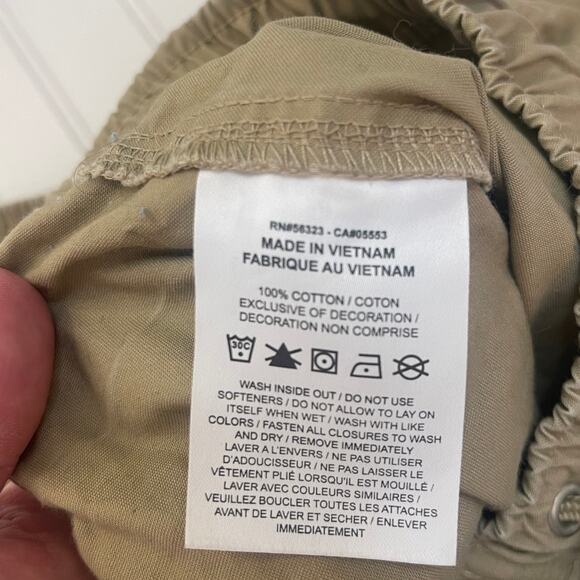 RN#56323 - CA#05553
MADE IN VIETNAM
FABRIQUE AU VIETNAM
100% COTTON / COTON
EXCLUSIVE OF DECORATION /
DECORATION NON COMPRISE
30C
WASH INSIDE OUT / DO NOT USE
SOFTENERS / DO NOT ALLOW TO LAY ON
ITSELF WHEN WET / WASH WITH LIKE
COLORS / FASTEN ALL CLOSURES TO WASH
AND DRY / REMOVE IMMEDIATELY
LAVER A L'ENVERS / NE PAS UTILISER
D'ADOUCISSEUR / NE PAS LAISSER LE
VÊTEMENT PLIÉ LORSQU'IL EST MOUILLÉ /
LAVER AVEC COULEURS SIMILAIRES /
VEUILLEZ BOUCLER TOUTES LES ATTACHES
AVANT DE LAVER ET SECHER / ENLEVER
IMMEDIATEMENT